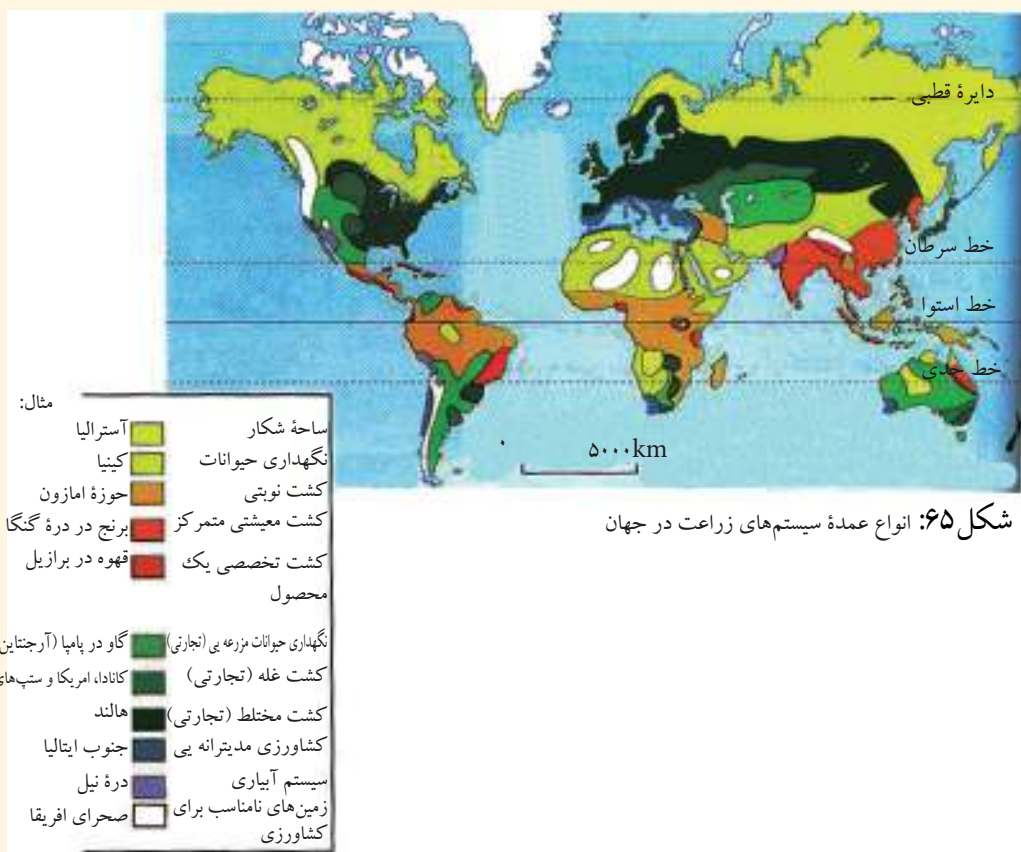 دایرهٔ قطبی
خط سرطان
خط استوا
خط جدی
۵۰۰۰km
شکل ۶۵: انواع عمدهٔ سیستم‌های زراعت در جهان
مثال:
ساحهٔ شکار آسترالیا
نگهداری حیوانات کینیا
کشت نوبتی حوزهٔ امازون
کشت معیشتی متمرکز برنج در درهٔ گنگا
کشت تخصصی یک قهوه در برازیل
محصول
نگهداری حیوانات مزرعه یی (تجارتی) گاو در پامپا (آرجنتاین
کشت غله (تجارتی) کانادا، امریکا و ستپ‌های
کشت مختلط (تجارتی) هالند
کشاورزی مدیترانه یی جنوب ایتالیا
سیستم آبیاری درهٔ نیل
زمین‌های نامناسب برای صحرای افریقا
کشاورزی